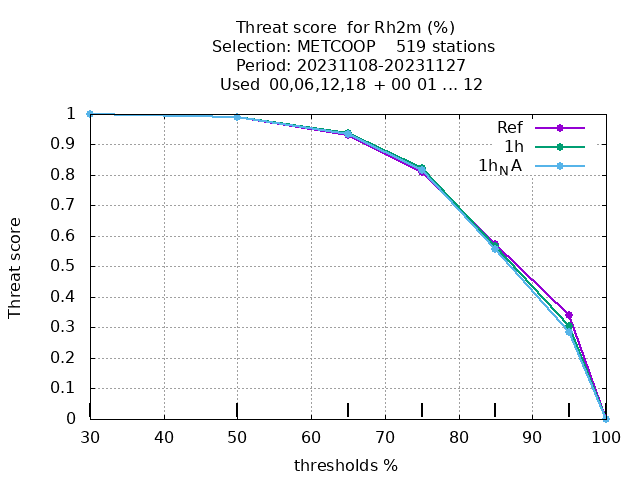 Threat score  for Rh2m (%)
Selection: METCOOP    519 stations
Period: 20231108-20231127
Used  00,06,12,18  + 00 01 ... 12
Ref
1h
1h_NA
Threat score
1
0.9
0.8
0.7
0.6
0.5
0.4
0.3
0.2
0.1
0
30 40 50 60 70 80 90 100
thresholds %